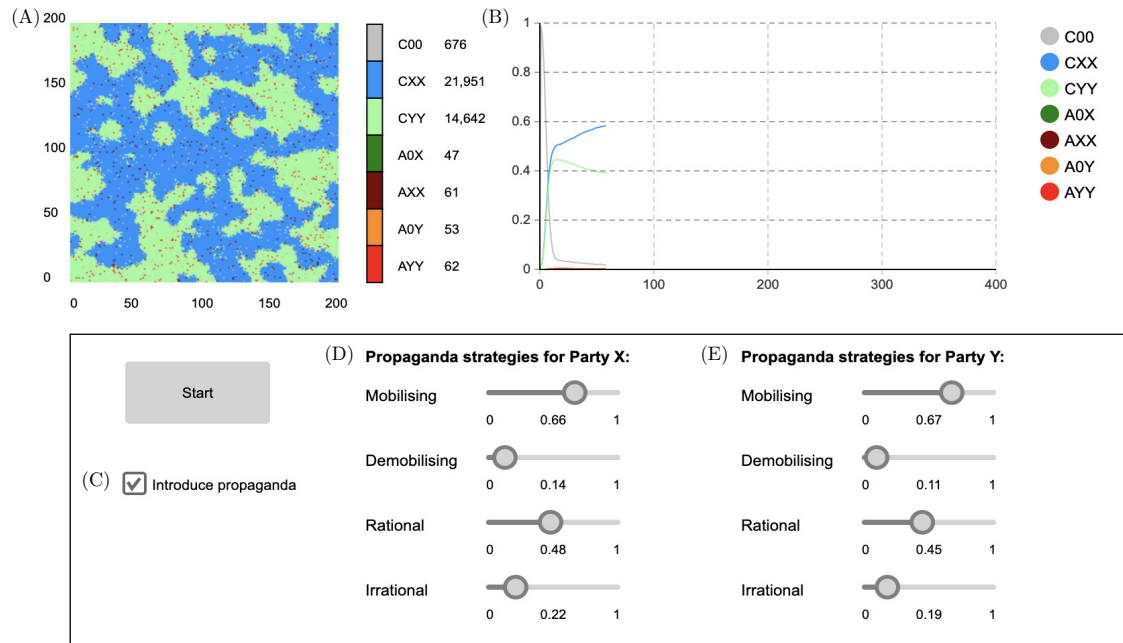 (A)
200
150
100
50
0
0 50 100 150 200
C00 676
CXX 21,951
CYY 14,642
A0X 47
AXX 61
A0Y 53
AYY 62
(B)
1
0.8
0.6
0.4
0.2
0
0 100 200 300 400
C00
CXX
CYY
A0X
AXX
A0Y
AYY
Start
(C) Introduce propaganda
(D) Propaganda strategies for Party X:
Mobilising
0 0.66 1
Demobilising
0 0.14 1
Rational
0 0.48 1
Irrational
0 0.22 1
(E) Propaganda strategies for Party Y:
Mobilising
0 0.67 1
Demobilising
0 0.11 1
Rational
0 0.45 1
Irrational
0 0.19 1